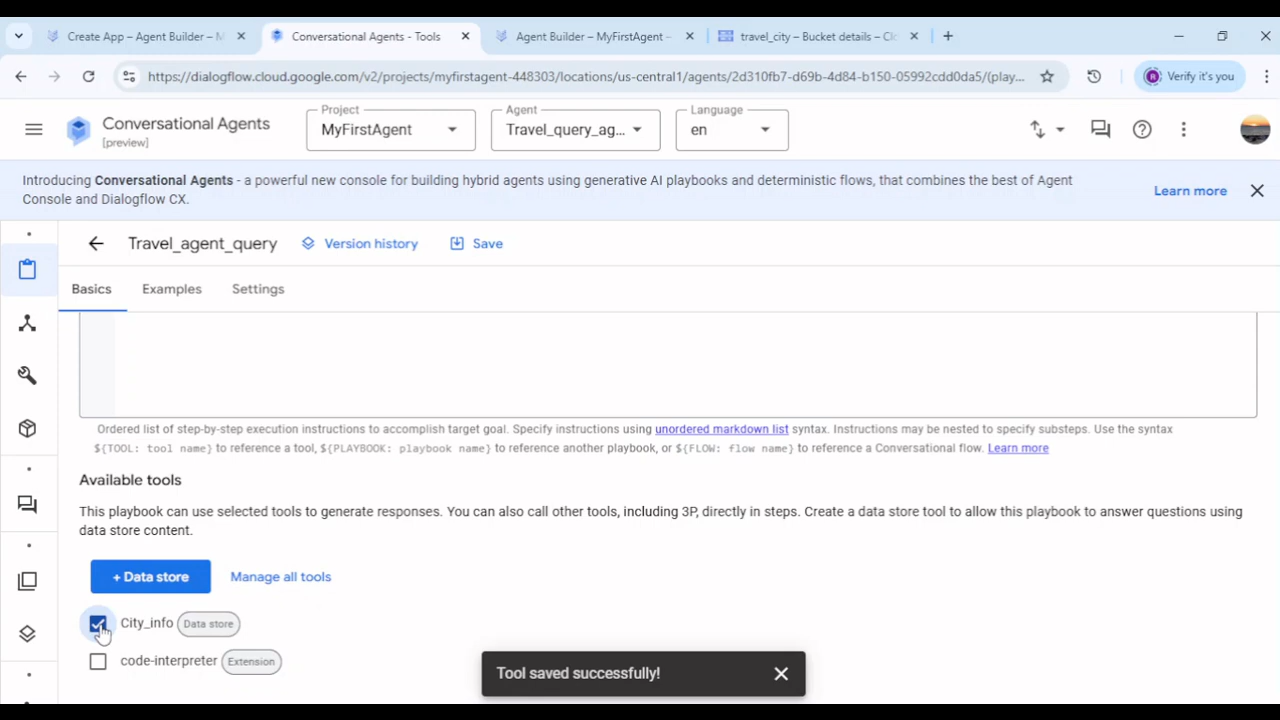 Create App – Agent Builder – M
Conversational Agents - Tools
Agent Builder – MyFirstAgent –
travel_city – Bucket details – Clo
https://dialogflow.cloud.google.com/v2/projects/myfirstagent-448303/locations/us-central1/agents/2d310fb7-d69b-4d84-b150-05992cdd0da5/(play...
R
Verify it's you
Conversational Agents
[preview]
Project
MyFirstAgent
Agent
Travel_query_ag...
Language
en
Introducing Conversational Agents - a powerful new console for building hybrid agents using generative AI playbooks and deterministic flows, that combines the best of Agent
Console and Dialogflow CX.
Learn more
Travel_agent_query
Version history
Save
Basics
Examples
Settings
Ordered list of step-by-step execution instructions to accomplish target goal. Specify instructions using unordered markdown list syntax. Instructions may be nested to specify substeps. Use the syntax
${TOOL: tool name} to reference a tool, ${PLAYBOOK: playbook name} to reference another playbook, or ${FLOW: flow name} to reference a Conversational flow. Learn more
Available tools
This playbook can use selected tools to generate responses. You can also call other tools, including 3P, directly in steps. Create a data store tool to allow this playbook to answer questions using
data store content.
+ Data store
Manage all tools
City_info
Data store
code-interpreter
Extension
Tool saved successfully!